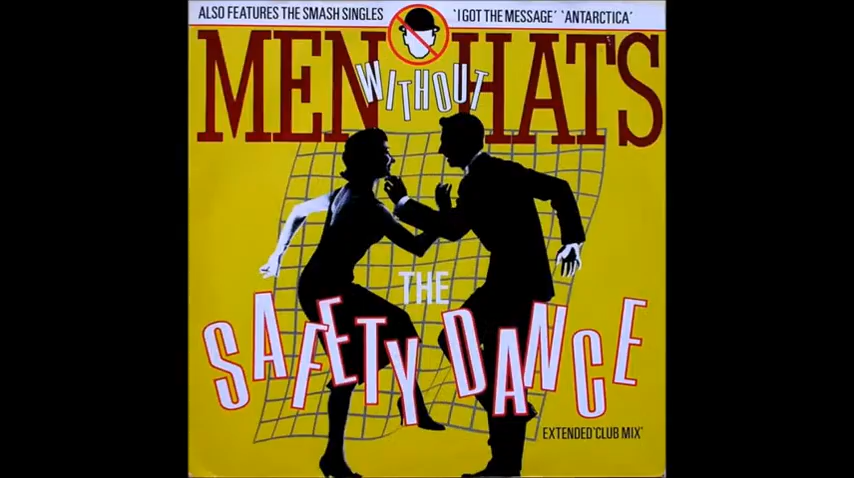 ALSO FEATURES THE SMASH SINGLES 'I GOT THE MESSAGE' 'ANTARCTICA'
MEN WITHOUT HATS
THE
SAFETY DANCE
EXTENDED 'CLUB MIX'